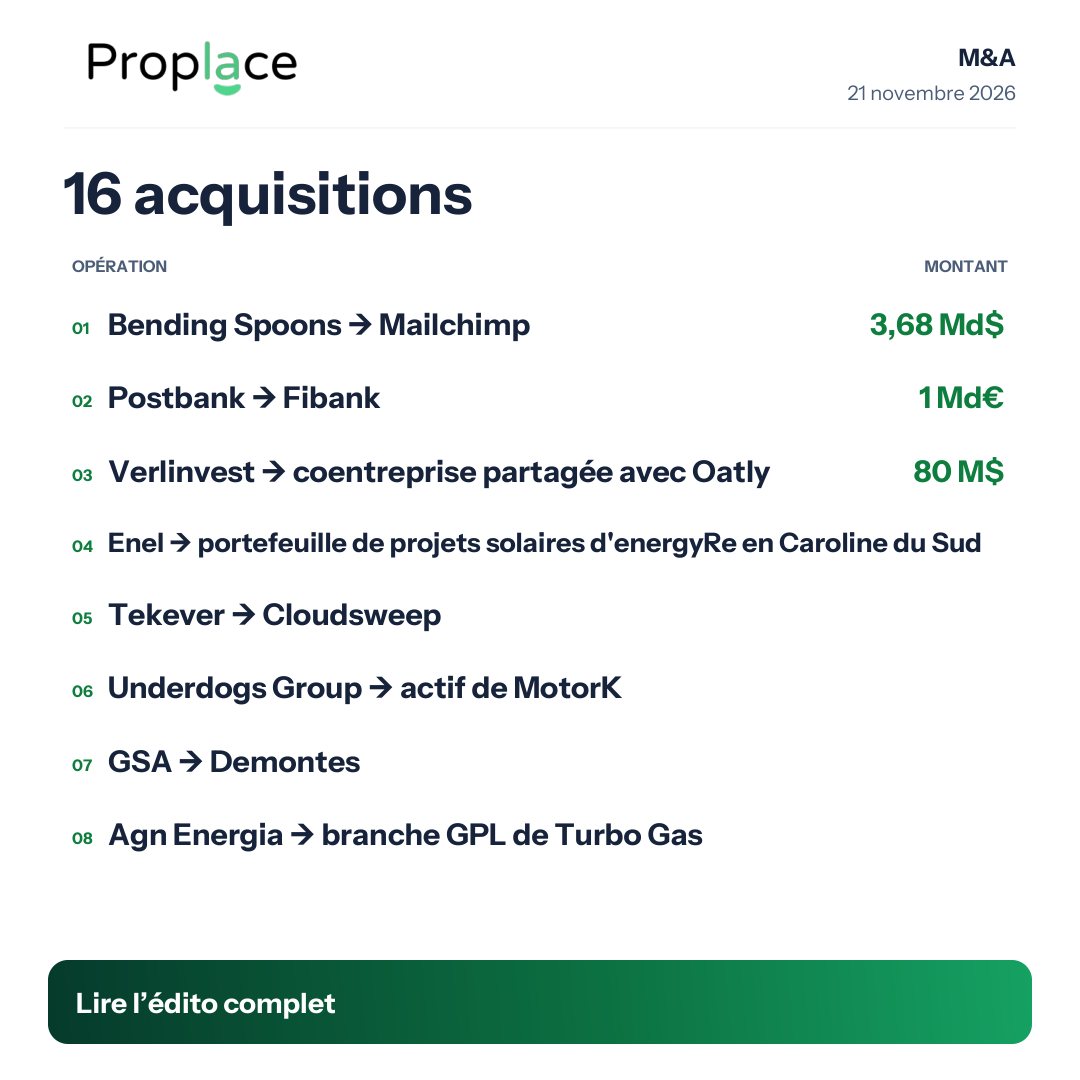 Proplace
M&A
21 novembre 2026
16 acquisitions
OPÉRATION MONTANT
01 Bending Spoons → Mailchimp 3,68 Md$
02 Postbank → Fibank 1 Md€
03 Verlinvest → coentreprise partagée avec Oatly 80 M$
04 Enel → portefeuille de projets solaires d'energyRe en Caroline du Sud
05 Tekever → Cloudsweep
06 Underdogs Group → actif de MotorK
07 GSA → Demontes
08 Agn Energia → branche GPL de Turbo Gas
Lire l’édito complet